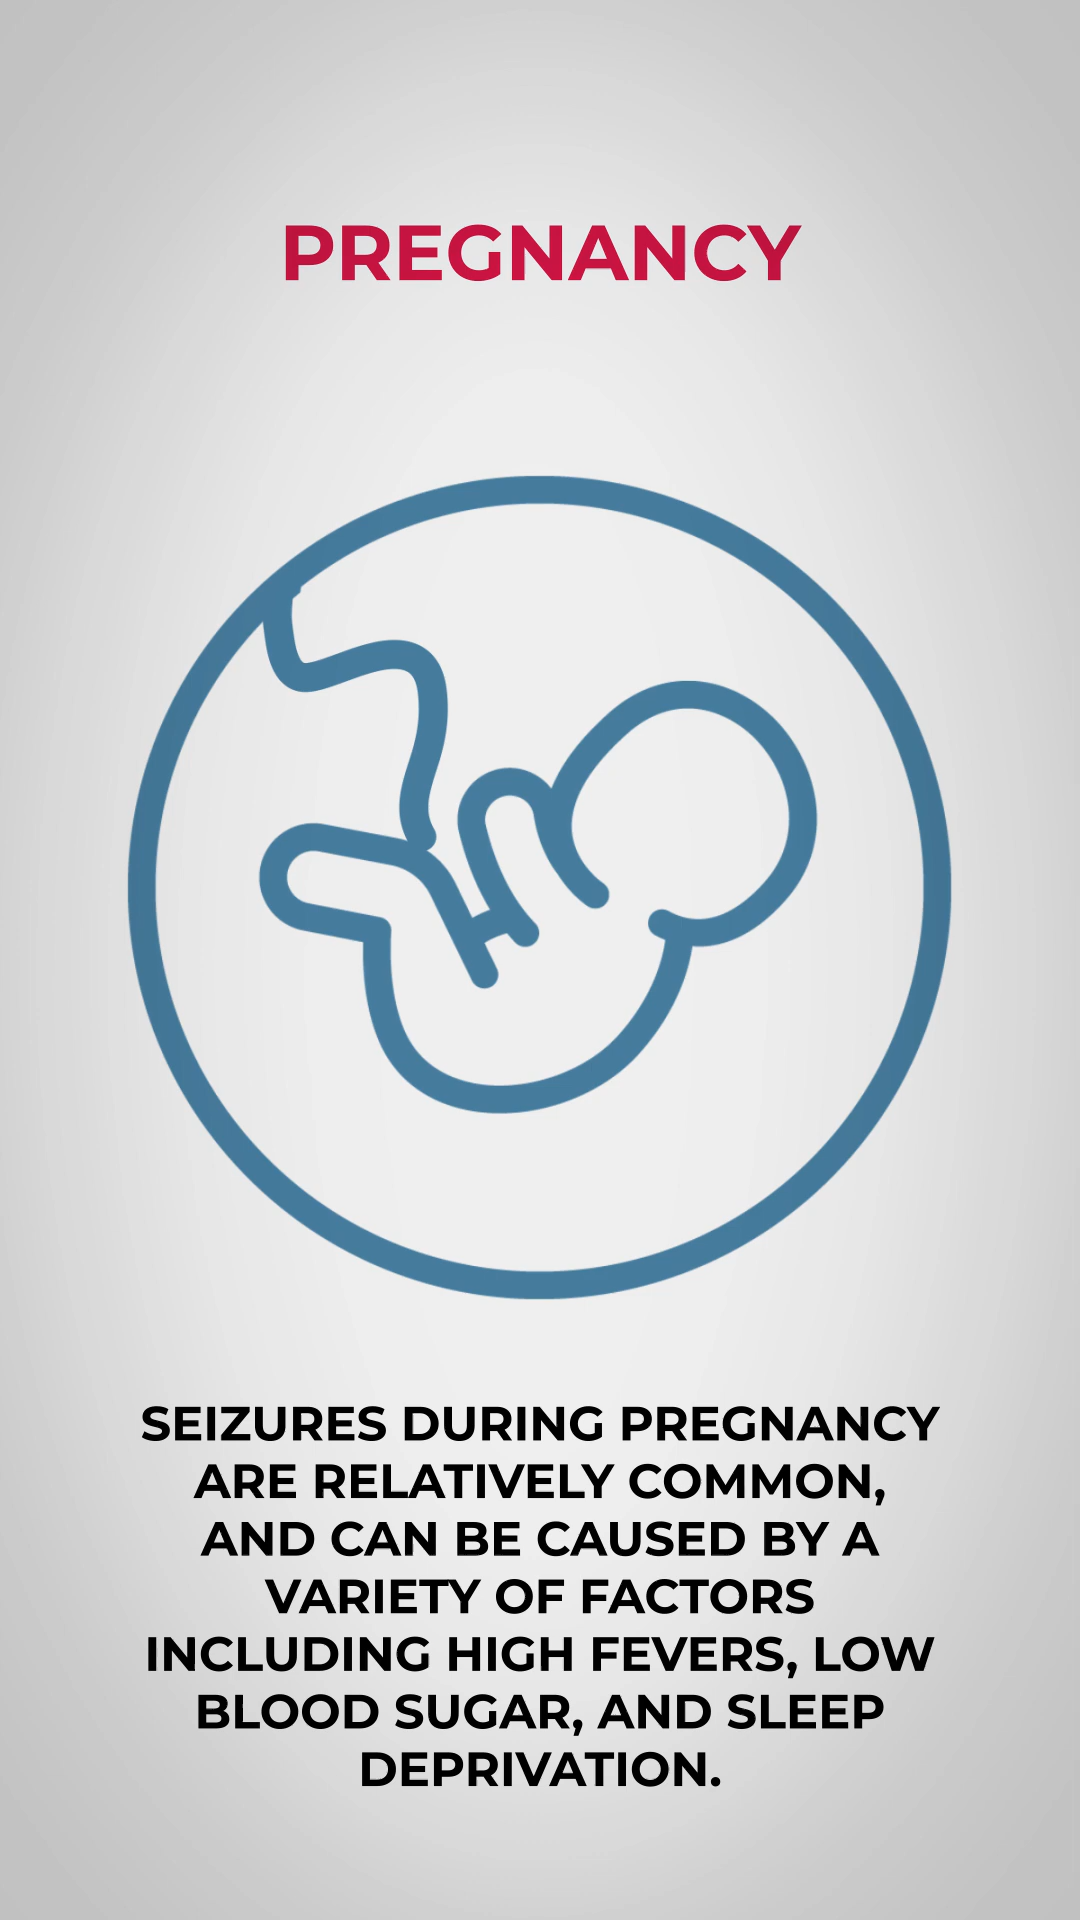 PREGNANCY
SEIZURES DURING PREGNANCY
ARE RELATIVELY COMMON,
AND CAN BE CAUSED BY A
VARIETY OF FACTORS
INCLUDING HIGH FEVERS, LOW
BLOOD SUGAR, AND SLEEP
DEPRIVATION.